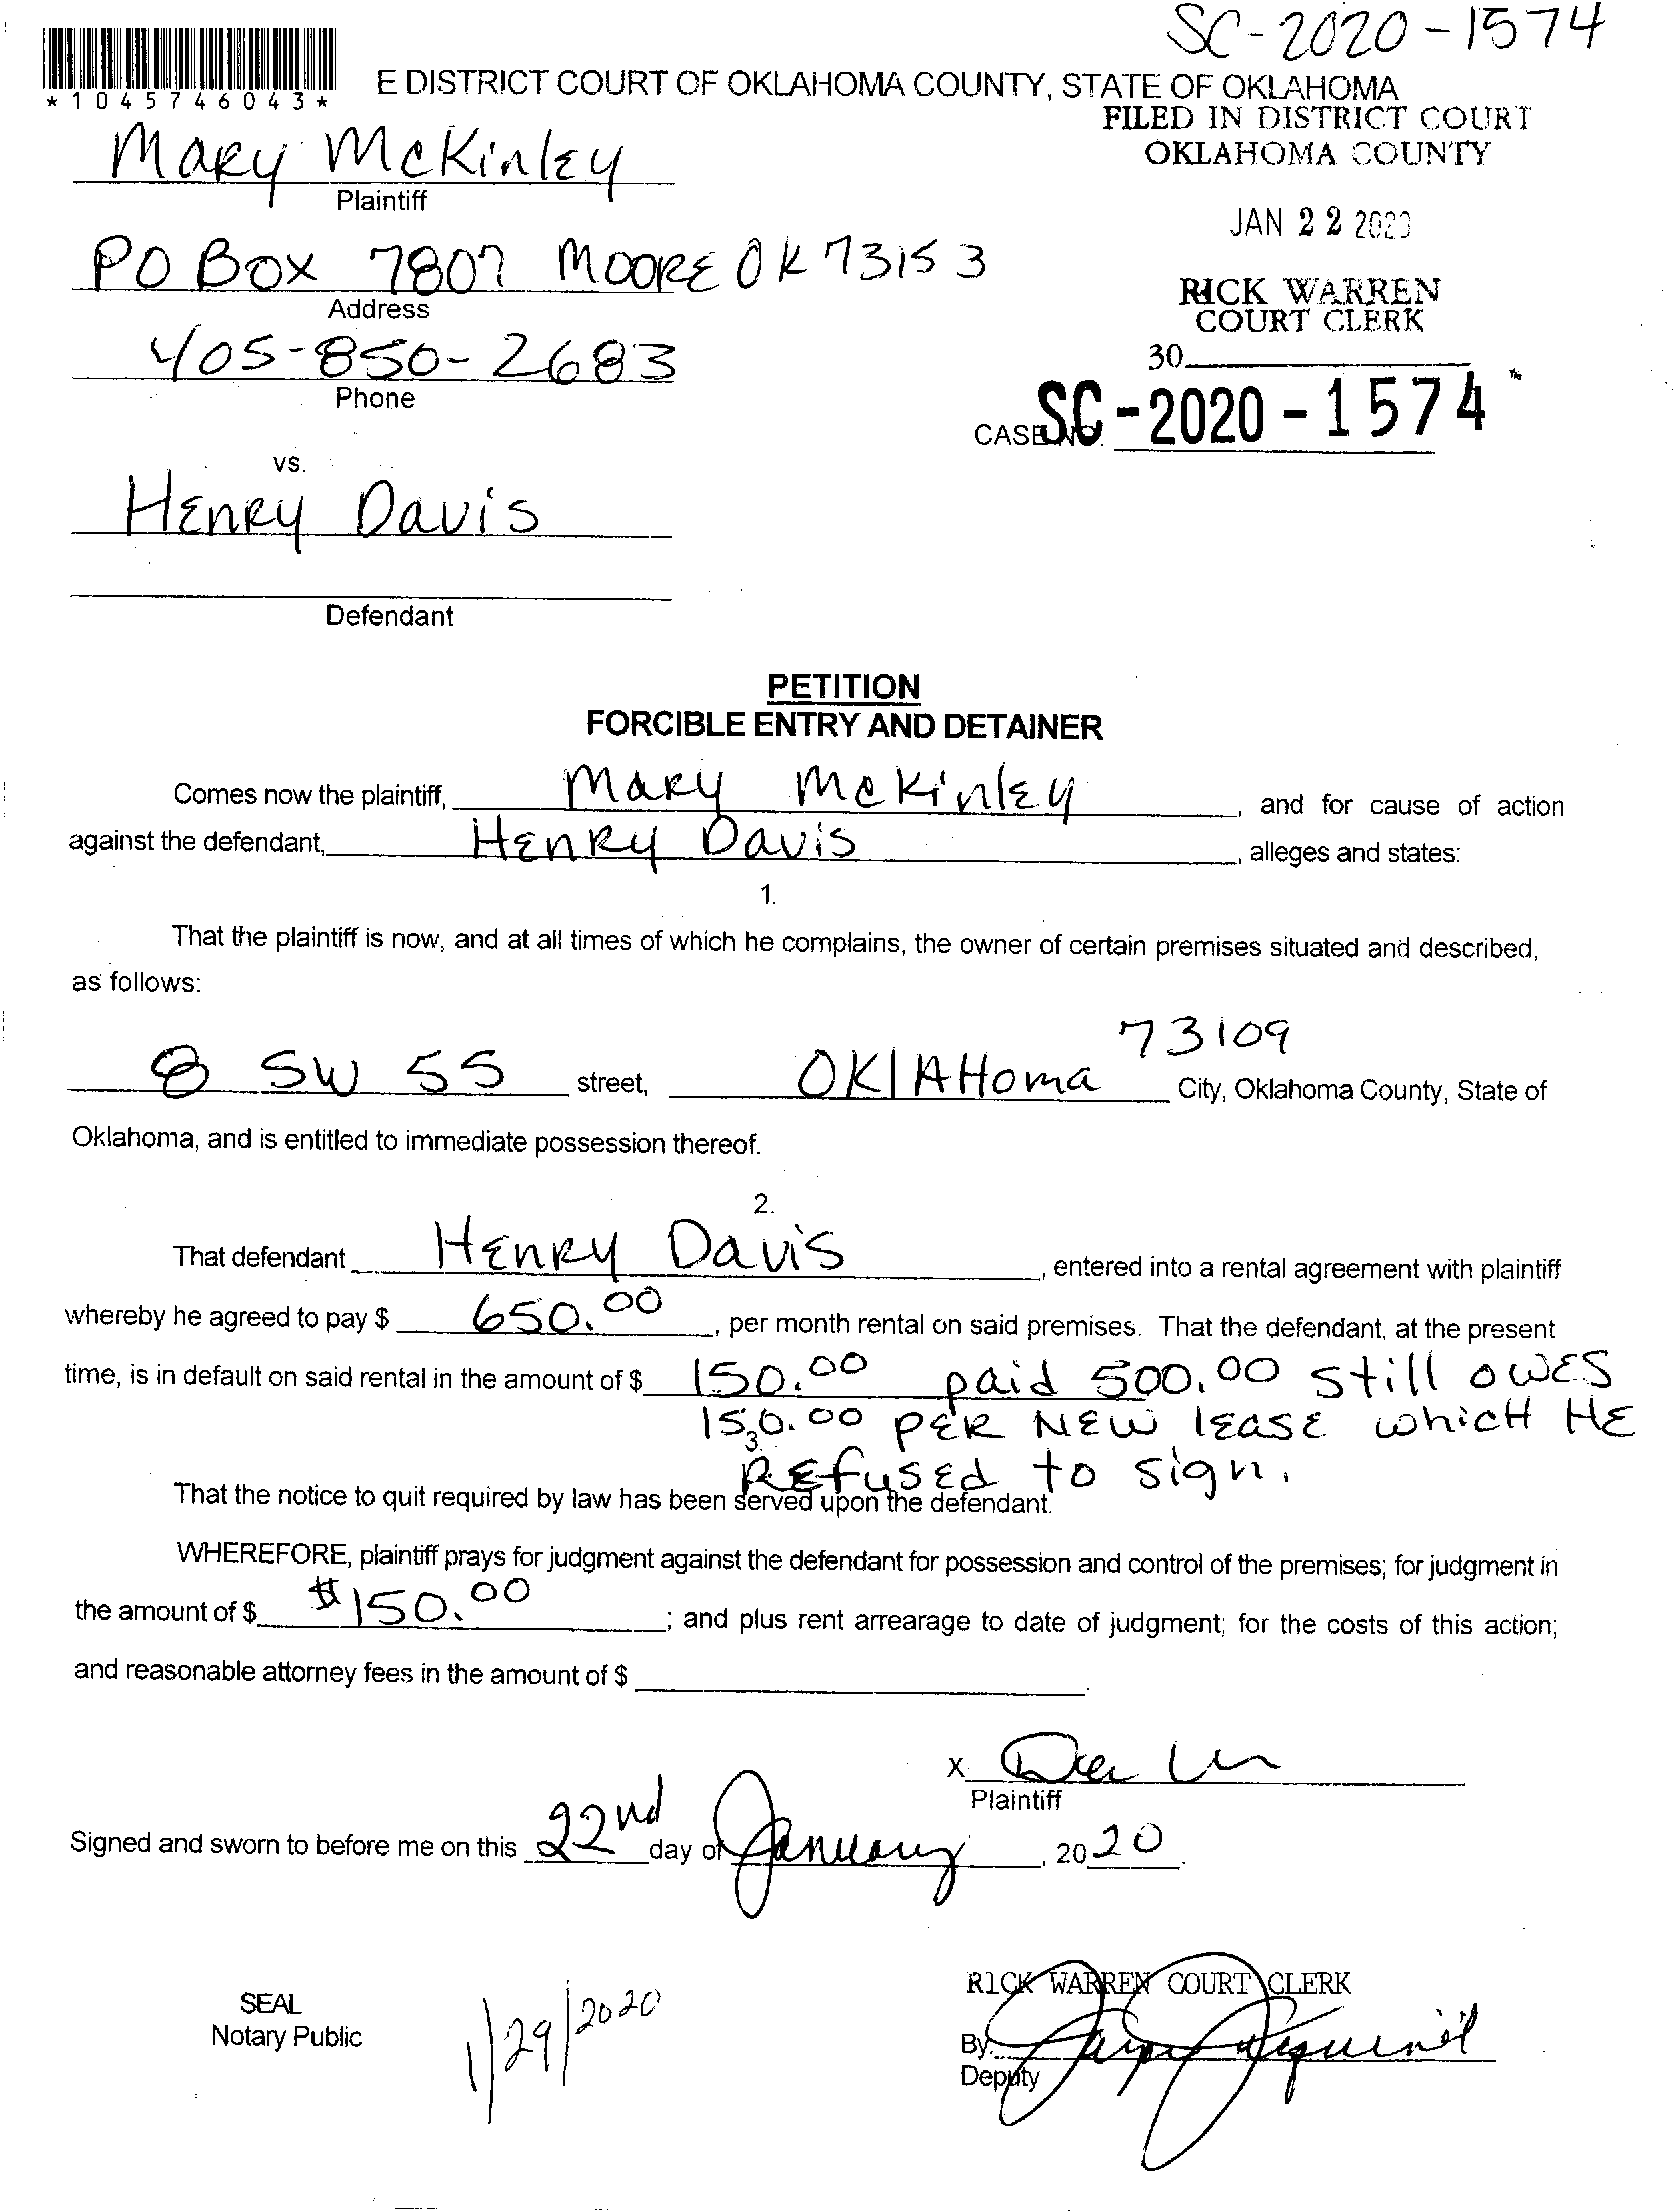 SC-2020-1574
*1045746043*
E DISTRICT COURT OF OKLAHOMA COUNTY, STATE OF OKLAHOMA
FILED IN DISTRICT COURT
OKLAHOMA COUNTY
Mary McKinley
Plaintiff
JAN 22 2020
PO Box 7807 Moore OK 73153
Address
RICK WARREN
COURT CLERK
405-850-2683
Phone
30
CASE NO. SC-2020-1574
vs.
Henry Davis
Defendant
PETITION
FORCIBLE ENTRY AND DETAINER
Comes now the plaintiff, Mary McKinley, and for cause of action
against the defendant, Henry Davis, alleges and states:
1.
That the plaintiff is now, and at all times of which he complains, the owner of certain premises situated and described,
as follows:
73109
8 SW 55 street, OKlAHoma City, Oklahoma County, State of
Oklahoma, and is entitled to immediate possession thereof.
2.
That defendant Henry Davis, entered into a rental agreement with plaintiff
whereby he agreed to pay $ 650.00, per month rental on said premises. That the defendant, at the present
time, is in default on said rental in the amount of $ 150.00 paid 500.00 still owes
150.00 per new lease which HE
3.
Refused to sign.
That the notice to quit required by law has been served upon the defendant.
WHEREFORE, plaintiff prays for judgment against the defendant for possession and control of the premises; for judgment in
the amount of $ $150.00; and plus rent arrearage to date of judgment; for the costs of this action;
and reasonable attorney fees in the amount of $
X
Plaintiff
Signed and sworn to before me on this 22nd day of January, 2020.
RICK WARREN COURT CLERK
SEAL
Notary Public
1/29/2020
By:
Deputy